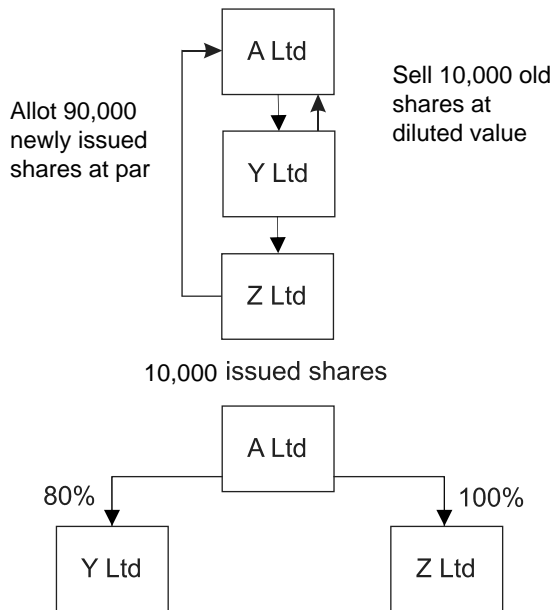 A Ltd
Allot 90,000
newly issued
shares at par
Sell 10,000 old
shares at
diluted value
Y Ltd
Z Ltd
10,000 issued shares
A Ltd
80%
100%
Y Ltd
Z Ltd